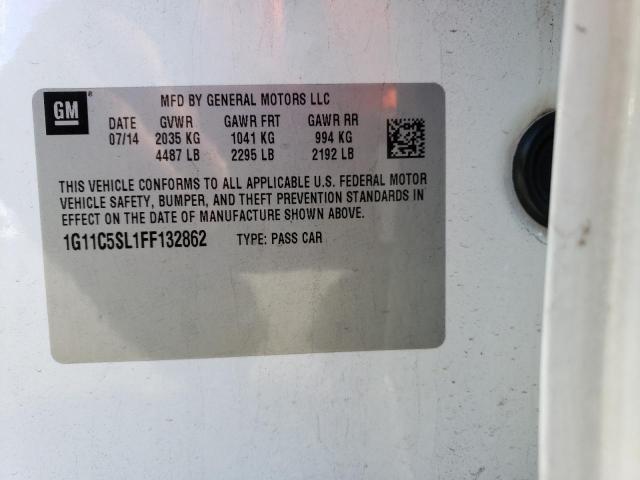 GM ®
MFD BY GENERAL MOTORS LLC
DATE GVWR GAWR FRT GAWR RR
07/14 2035 KG 1041 KG 994 KG
4487 LB 2295 LB 2192 LB
THIS VEHICLE CONFORMS TO ALL APPLICABLE U.S. FEDERAL MOTOR
VEHICLE SAFETY, BUMPER, AND THEFT PREVENTION STANDARDS IN
EFFECT ON THE DATE OF MANUFACTURE SHOWN ABOVE.
1G11C5SL1FF132862 TYPE: PASS CAR